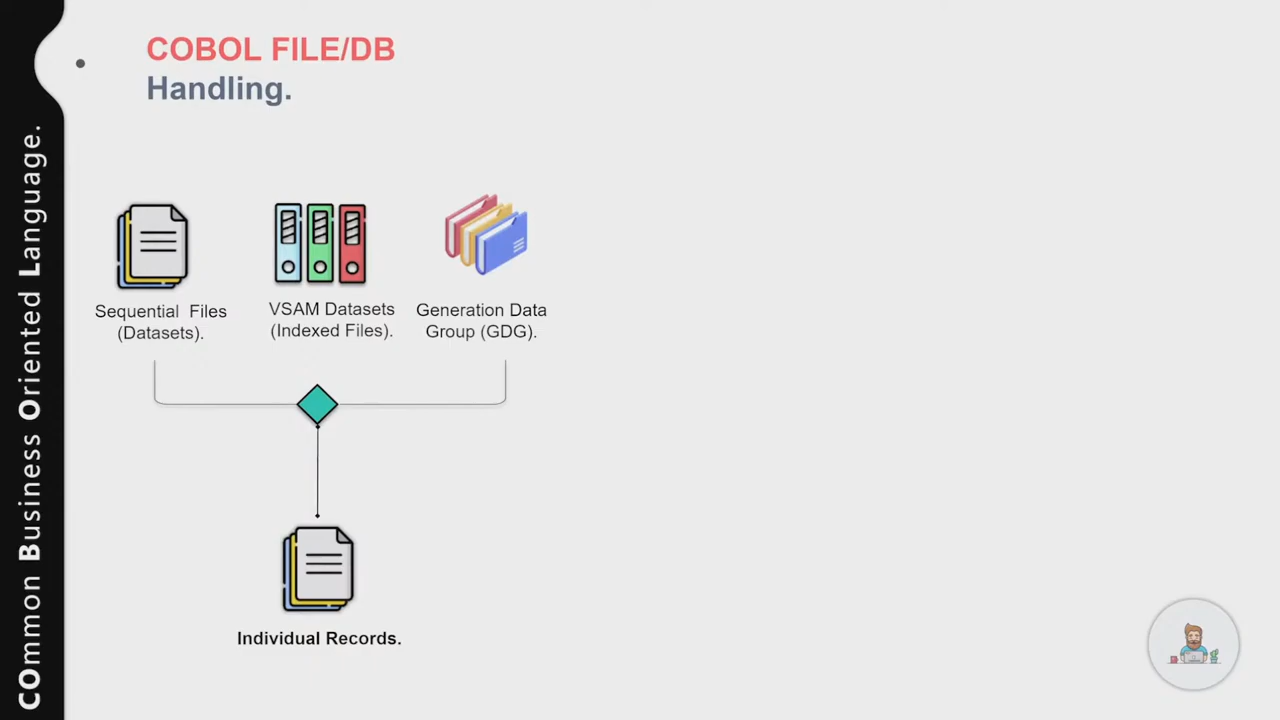 COBOL FILE/DB
Handling.
COmmon Business Oriented Language.
Sequential Files
(Datasets).
VSAM Datasets
(Indexed Files).
Generation Data
Group (GDG).
Individual Records.